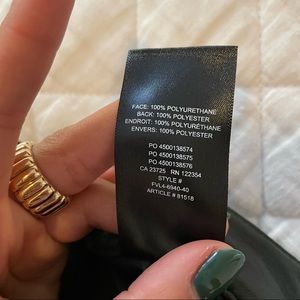 FACE: 100% POLYURETHANE
BACK: 100% POLYESTER
ENDROIT: 100% POLYURÉTHANE
ENVERS: 100% POLYESTER
PO 4500138574
PO 4500138575
PO 4500138576
CA 23725 RN 122354
STYLE #
FVL4-6940-40
ARTICLE # 81518